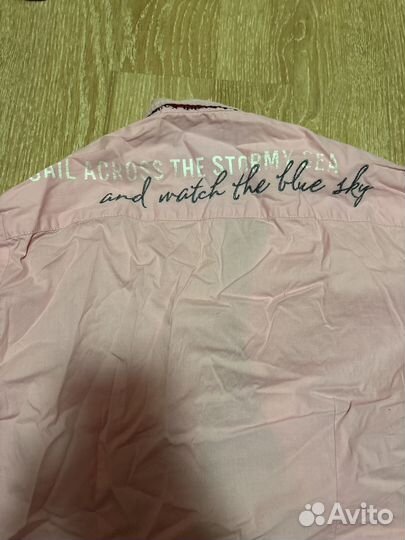 SAIL ACROSS THE STORMY SEA
and watch the blue sky
Avito